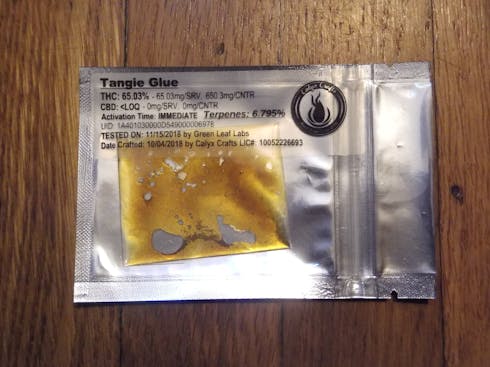 Tangie Glue
THC: 65.03% - 65.03mg/SRV, 650.3mg/CNTR
CBD: <LOQ - 0mg/SRV, 0mg/CNTR
Activation Time: IMMEDIATE Terpenes: 6.795%
UID: 1A401030000D549000006978
TESTED ON: 11/15/2018 by Green Leaf Labs
Date Crafted: 10/04/2018 by Calyx Crafts LIC#: 10052226693
Calyx Crafts